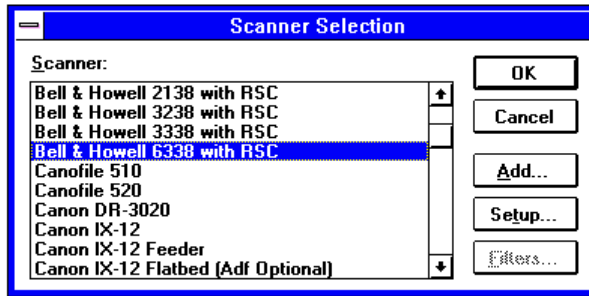 Scanner Selection
Scanner:
Bell & Howell 2138 with RSC
Bell & Howell 3238 with RSC
Bell & Howell 3338 with RSC
Bell & Howell 6338 with RSC
Canofile 510
Canofile 520
Canon DR-3020
Canon IX-12
Canon IX-12 Feeder
Canon IX-12 Flatbed (Adf Optional)
OK
Cancel
Add...
Setup...
Filters...